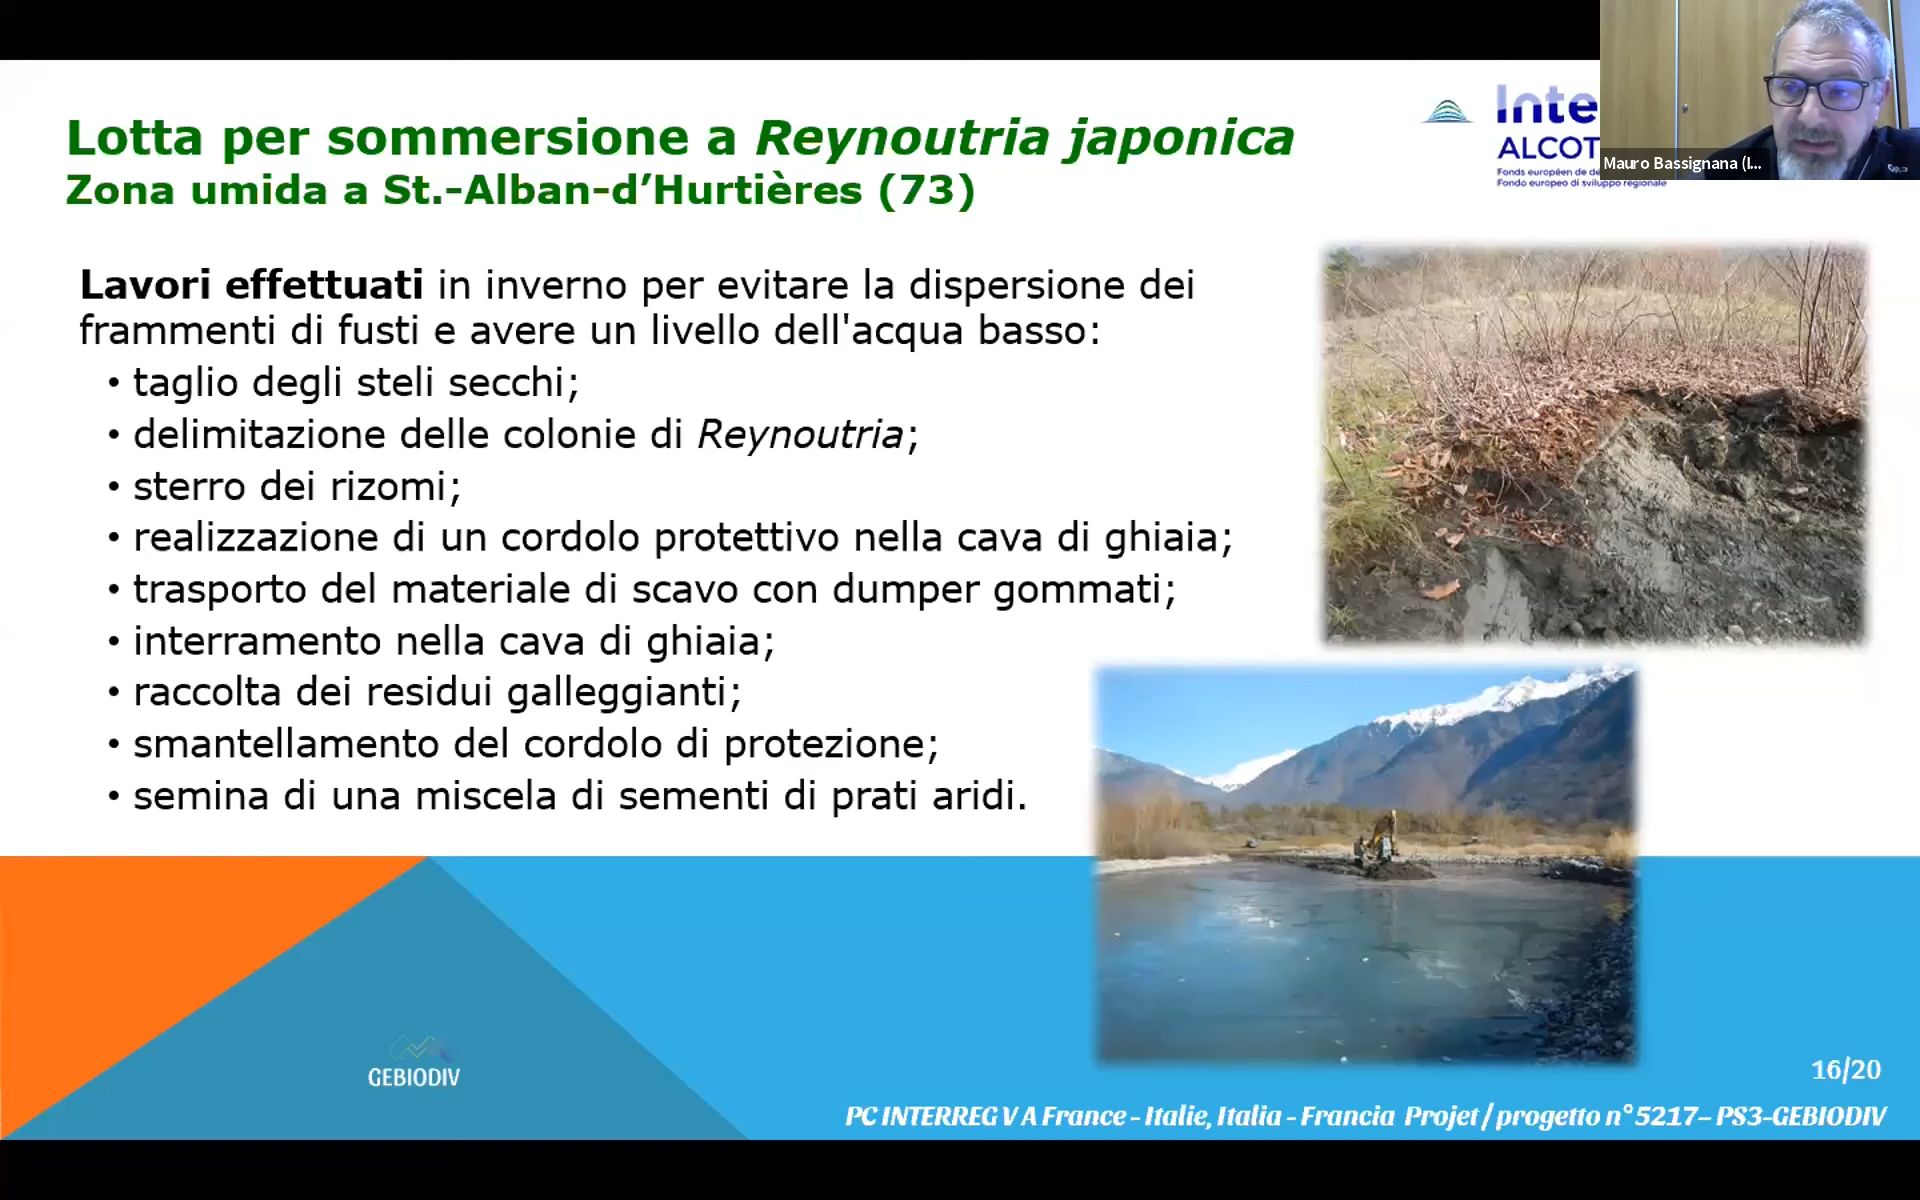 Lotta per sommersione a Reynoutria japonica
Zona umida a St.-Alban-d’Hurtières (73)
ALCOT
Fondo europeo di sviluppo regionale
Mauro Bassignana (I...
Lavori effettuati in inverno per evitare la dispersione dei
frammenti di fusti e avere un livello dell'acqua basso:
• taglio degli steli secchi;
• delimitazione delle colonie di Reynoutria;
• sterro dei rizomi;
• realizzazione di un cordolo protettivo nella cava di ghiaia;
• trasporto del materiale di scavo con dumper gommati;
• interramento nella cava di ghiaia;
• raccolta dei residui galleggianti;
• smantellamento del cordolo di protezione;
• semina di una miscela di sementi di prati aridi.
GEBIODIV
16/20
PC INTERREG V A France - Italie, Italia - Francia Projet / progetto n° 5217– PS3-GEBIODIV